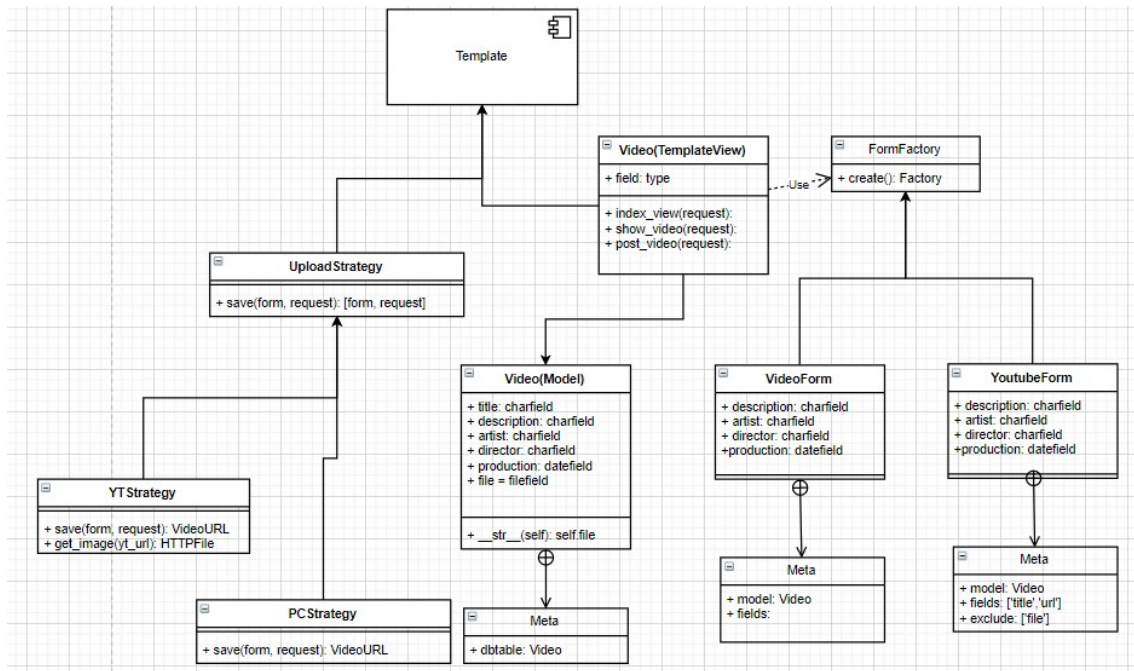 Template
Video(TemplateView)
+ field: type
+ index_view(request):
+ show_video(request):
+ post_video(request):
Use
FormFactory
+ create(): Factory
UploadStrategy
+ save(form, request): [form, request]
Video(Model)
+ title: charfield
+ description: charfield
+ artist: charfield
+ director: charfield
+ production: datefield
+ file = filefield
+ __str__(self): self.file
VideoForm
+ description: charfield
+ artist: charfield
+ director: charfield
+production: datefield
YoutubeForm
+ description: charfield
+ artist: charfield
+ director: charfield
+production: datefield
YTStrategy
+ save(form, request): VideoURL
+ get_image(yt_url): HTTPFile
PCStrategy
+ save(form, request): VideoURL
Meta
+ dbtable: Video
Meta
+ model: Video
+ fields:
Meta
+ model: Video
+ fields: ['title','url']
+ exclude: ['file']